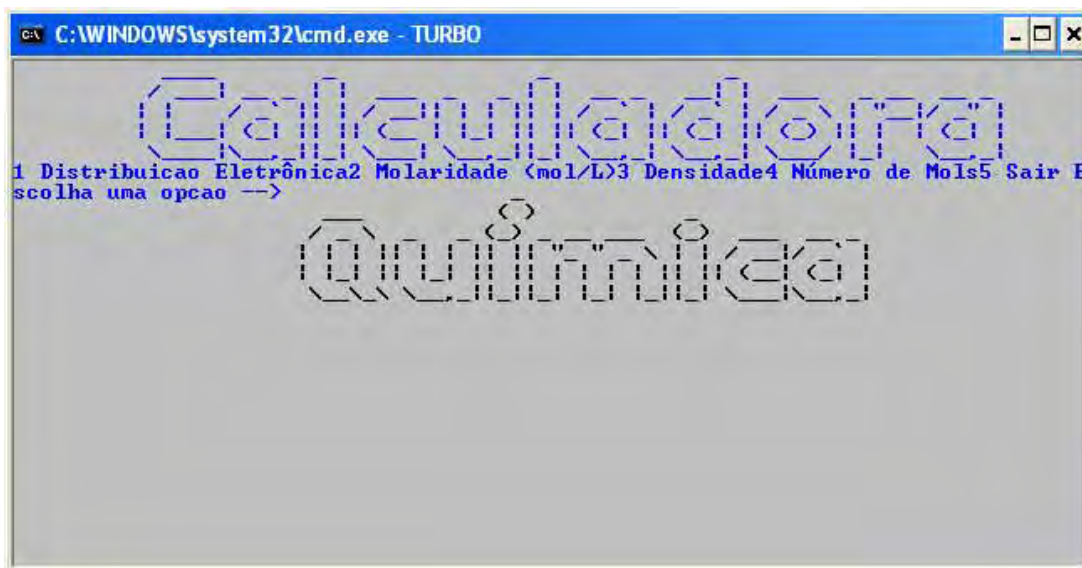 C:\WINDOWS\system32\cmd.exe - TURBO
Calculadora
1 Distribuicao Eletrônica2 Molaridade (mol/L)3 Densidade4 Número de Mols5 Sair E
scolha uma opcao -->
Química